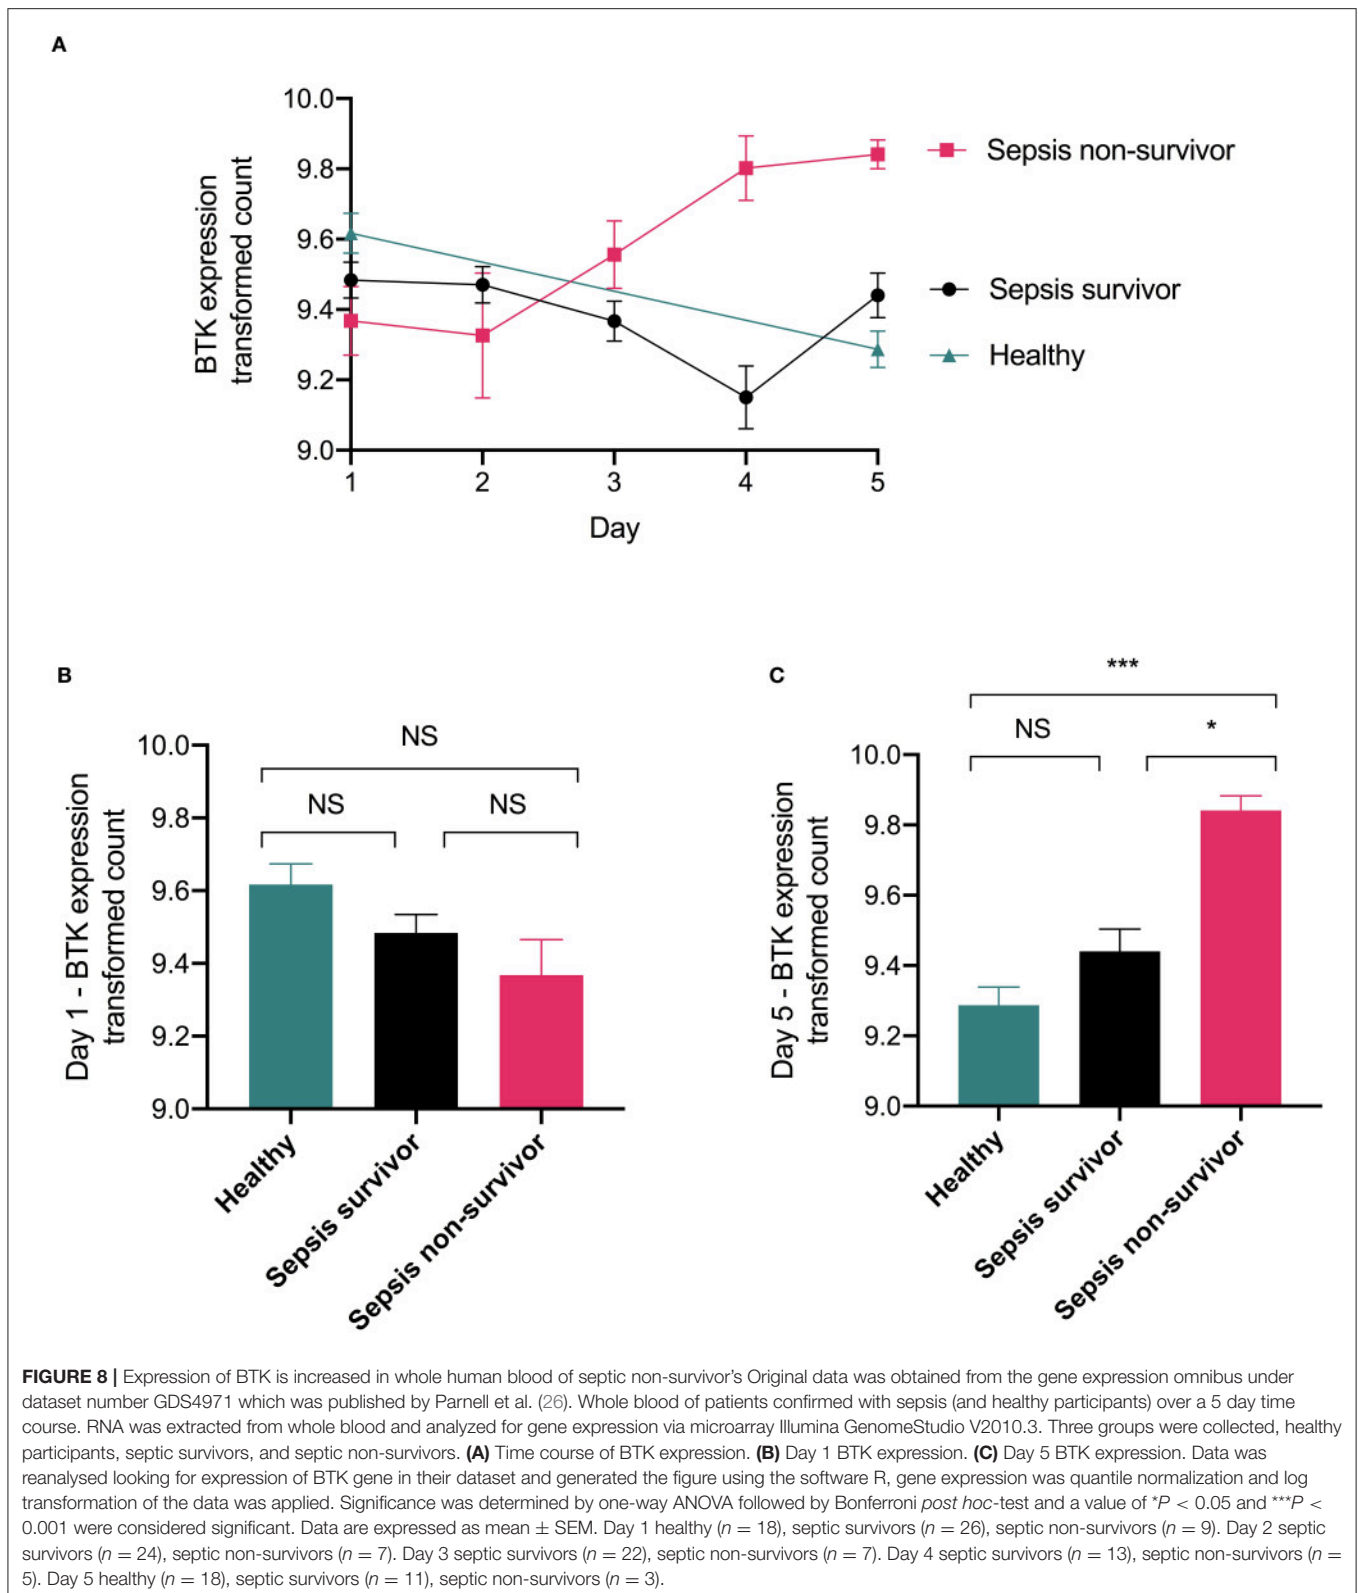 A
10.0
9.8
9.6
9.4
9.2
9.0
BTK expression
transformed count
1 2 3 4 5
Day
Sepsis non-survivor
Sepsis survivor
Healthy
B
NS
NS NS
10.0
9.8
9.6
9.4
9.2
9.0
Day 1 - BTK expression
transformed count
Healthy
Sepsis survivor
Sepsis non-survivor
C
***
NS *
10.0
9.8
9.6
9.4
9.2
9.0
Day 5 - BTK expression
transformed count
Healthy
Sepsis survivor
Sepsis non-survivor
FIGURE 8 | Expression of BTK is increased in whole human blood of septic non-survivor's Original data was obtained from the gene expression omnibus under
dataset number GDS4971 which was published by Parnell et al. (26). Whole blood of patients confirmed with sepsis (and healthy participants) over a 5 day time
course. RNA was extracted from whole blood and analyzed for gene expression via microarray Illumina GenomeStudio V2010.3. Three groups were collected, healthy
participants, septic survivors, and septic non-survivors. (A) Time course of BTK expression. (B) Day 1 BTK expression. (C) Day 5 BTK expression. Data was
reanalysed looking for expression of BTK gene in their dataset and generated the figure using the software R, gene expression was quantile normalization and log
transformation of the data was applied. Significance was determined by one-way ANOVA followed by Bonferroni post hoc-test and a value of *P < 0.05 and ***P <
0.001 were considered significant. Data are expressed as mean ± SEM. Day 1 healthy (n = 18), septic survivors (n = 26), septic non-survivors (n = 9). Day 2 septic
survivors (n = 24), septic non-survivors (n = 7). Day 3 septic survivors (n = 22), septic non-survivors (n = 7). Day 4 septic survivors (n = 13), septic non-survivors (n =
5). Day 5 healthy (n = 18), septic survivors (n = 11), septic non-survivors (n = 3).